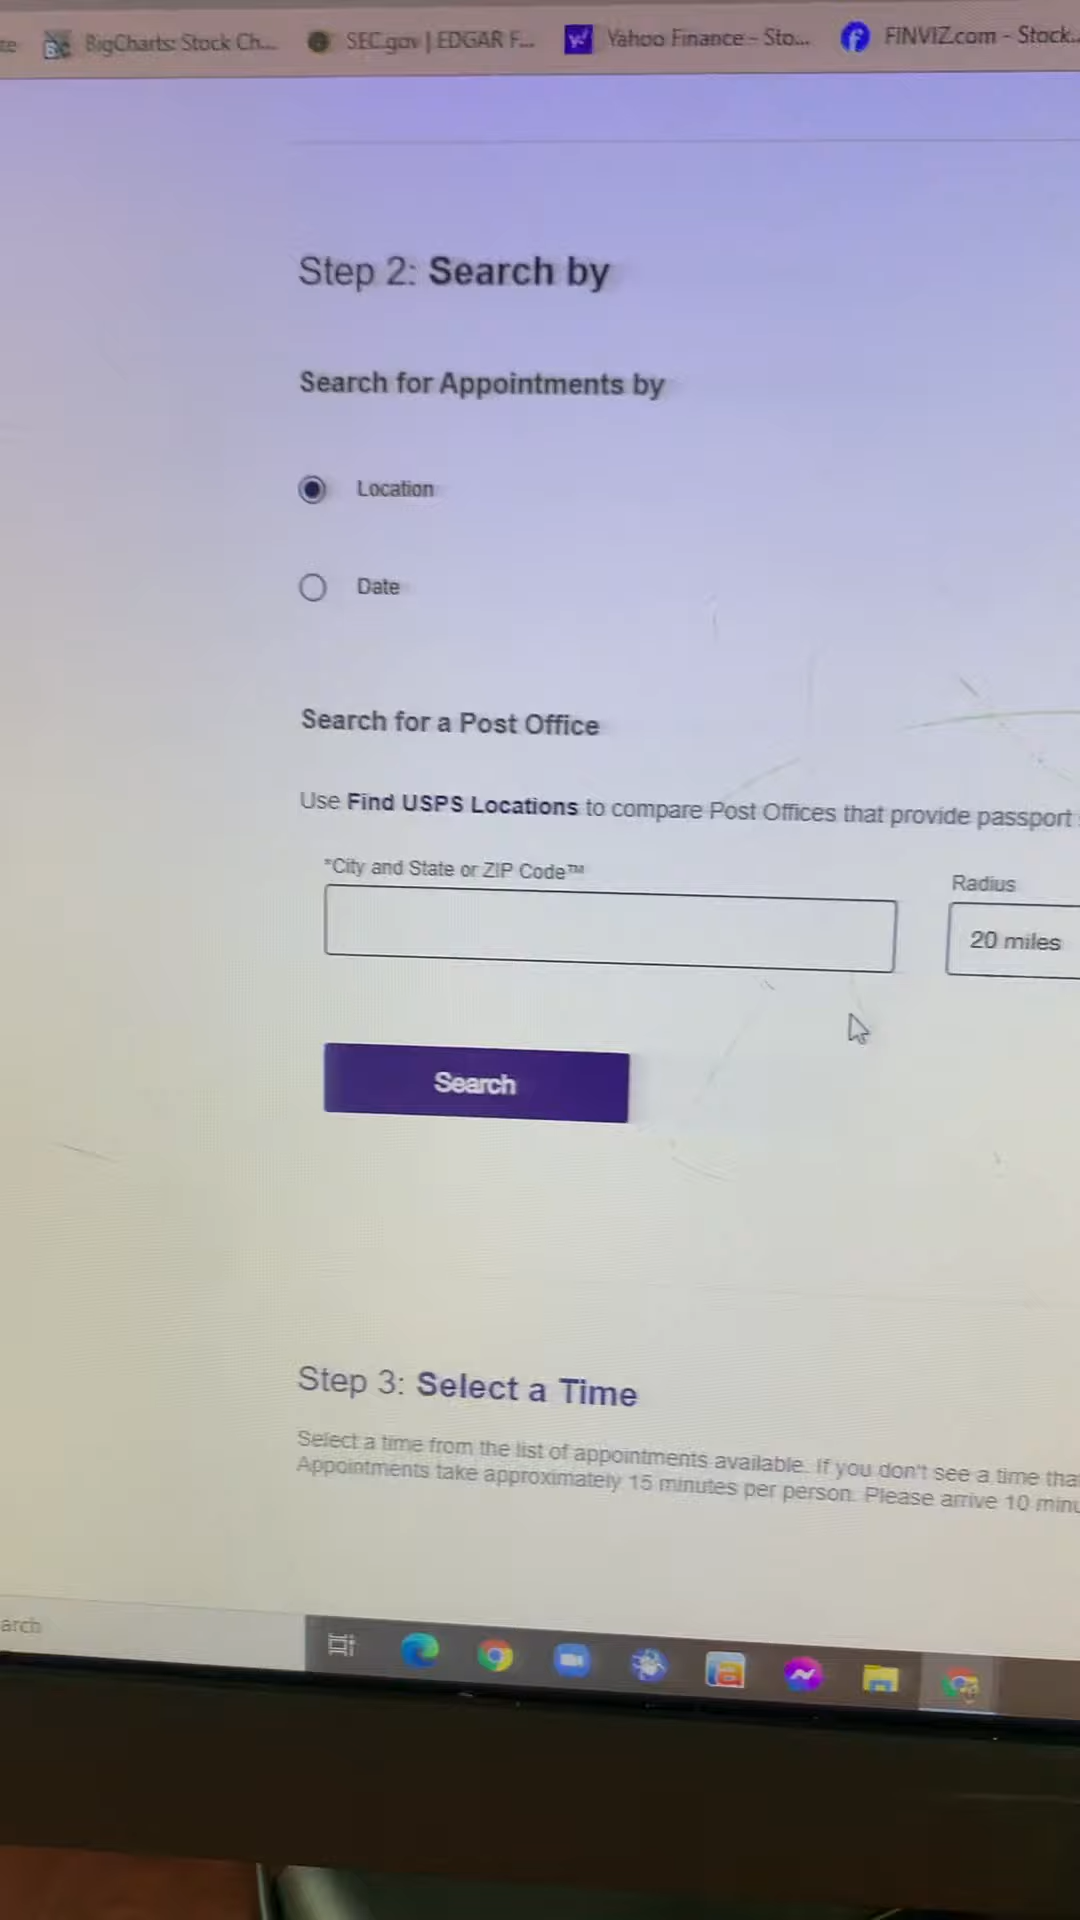 BigCharts: Stock Ch... SEC.gov | EDGAR F... Yahoo Finance - Sto... FINVIZ.com - Stock...
Step 2: Search by
Search for Appointments by
Location
Date
Search for a Post Office
Use Find USPS Locations to compare Post Offices that provide passport
*City and State or ZIP Code™
Radius
20 miles
Search
Step 3: Select a Time
Select a time from the list of appointments available. If you don't see a time tha
Appointments take approximately 15 minutes per person. Please arrive 10 minu
arch